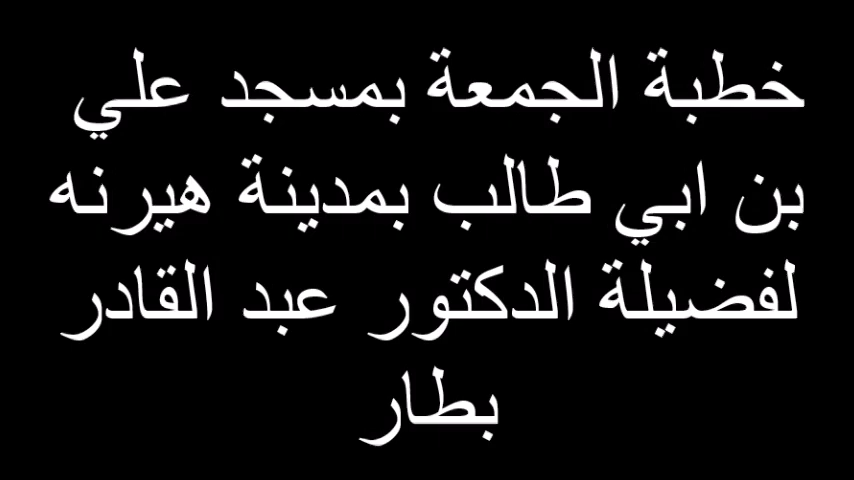 خطبة الجمعة بمسجد علي
بن ابي طالب بمدينة هيرنه
لفضيلة الدكتور عبد القادر
بطار